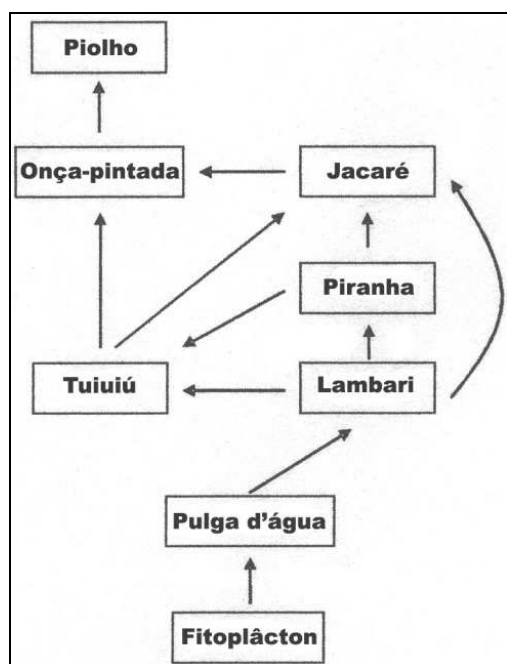 Piolho
Onça-pintada
Jacaré
Piranha
Tuiuiú
Lambari
Pulga d'água
Fitoplâcton